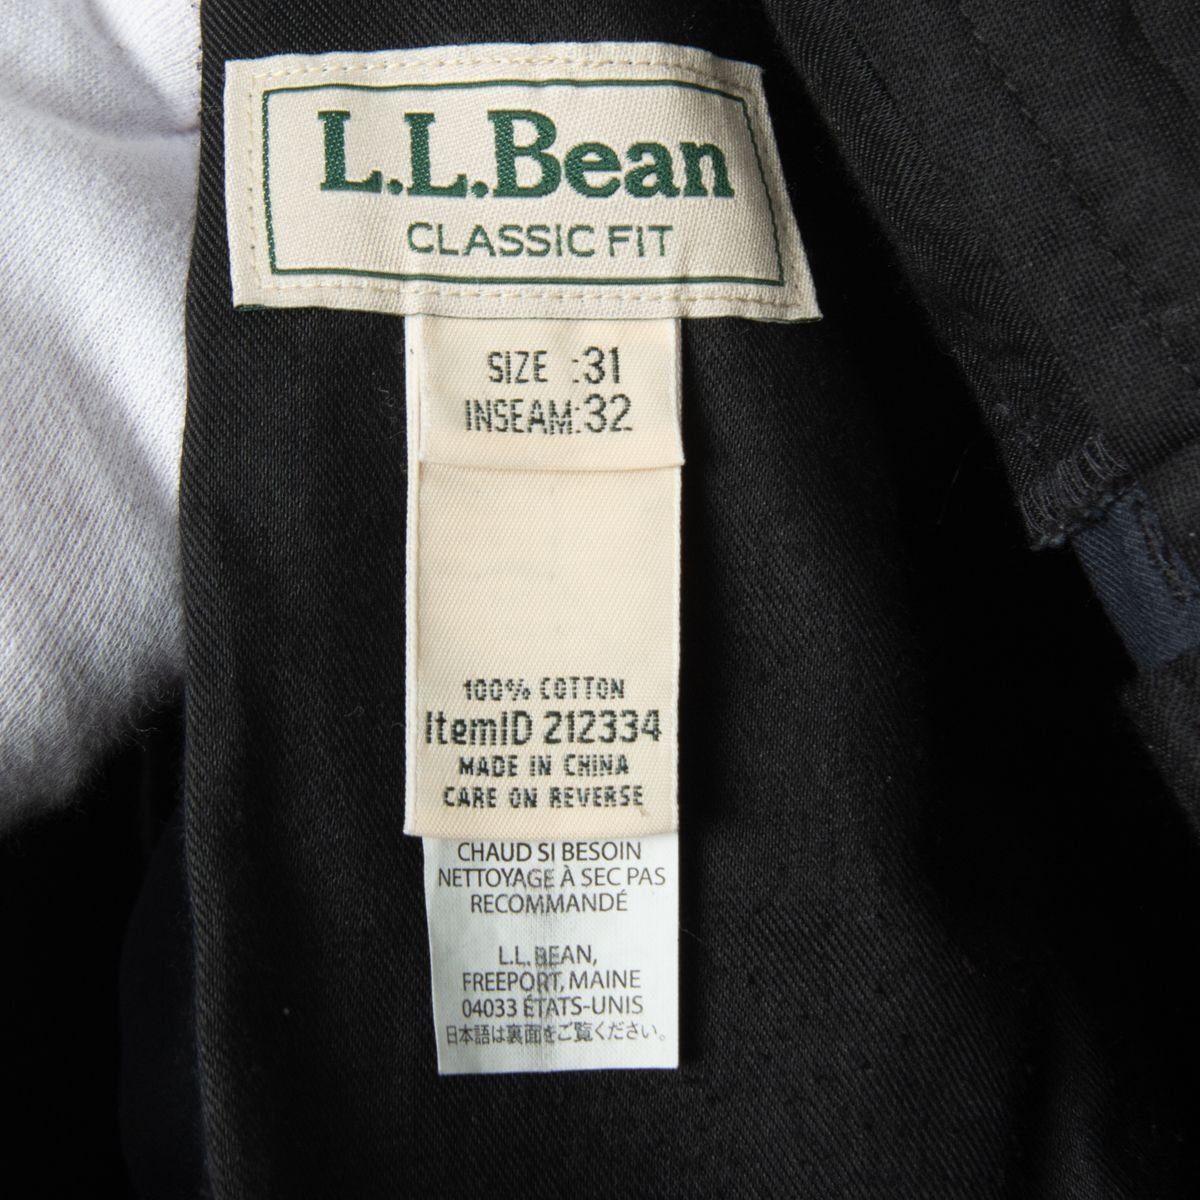 L.L.Bean
CLASSIC FIT
SIZE :31
INSEAM:32
100% COTTON
ItemID 212334
MADE IN CHINA
CARE ON REVERSE
CHAUD SI BESOIN
NETTOYAGE À SEC PAS
RECOMMANDÉ
L.L.BEAN,
FREEPORT, MAINE
04033 ÉTATS-UNIS
日本語は裏面をご覧ください。